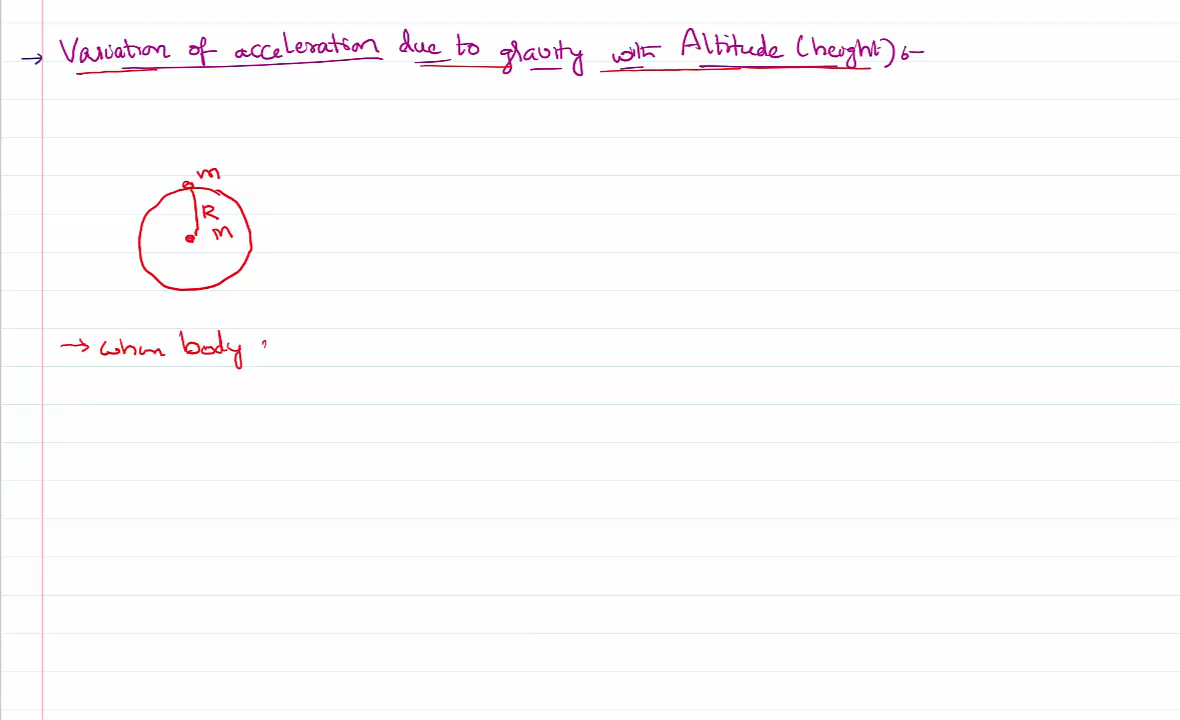 → Variation of acceleration due to gravity with Altitude (height) :-
m
R
m
→ when body